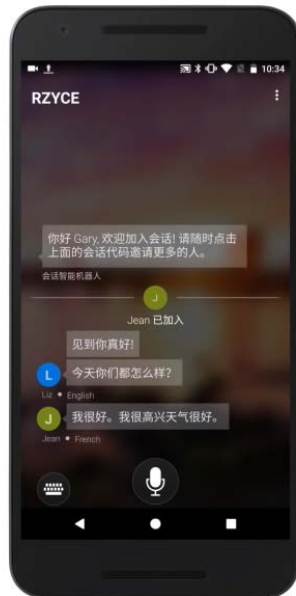 10:34
RZYCE
你好 Gary, 欢迎加入会话! 请随时点击
上面的会话代码邀请更多的人。
会话智能机器人
J
Jean 已加入
见到你真好!
L
今天你们都怎么样?
Liz • English
J
我很好。我很高兴天气很好。
Jean • French